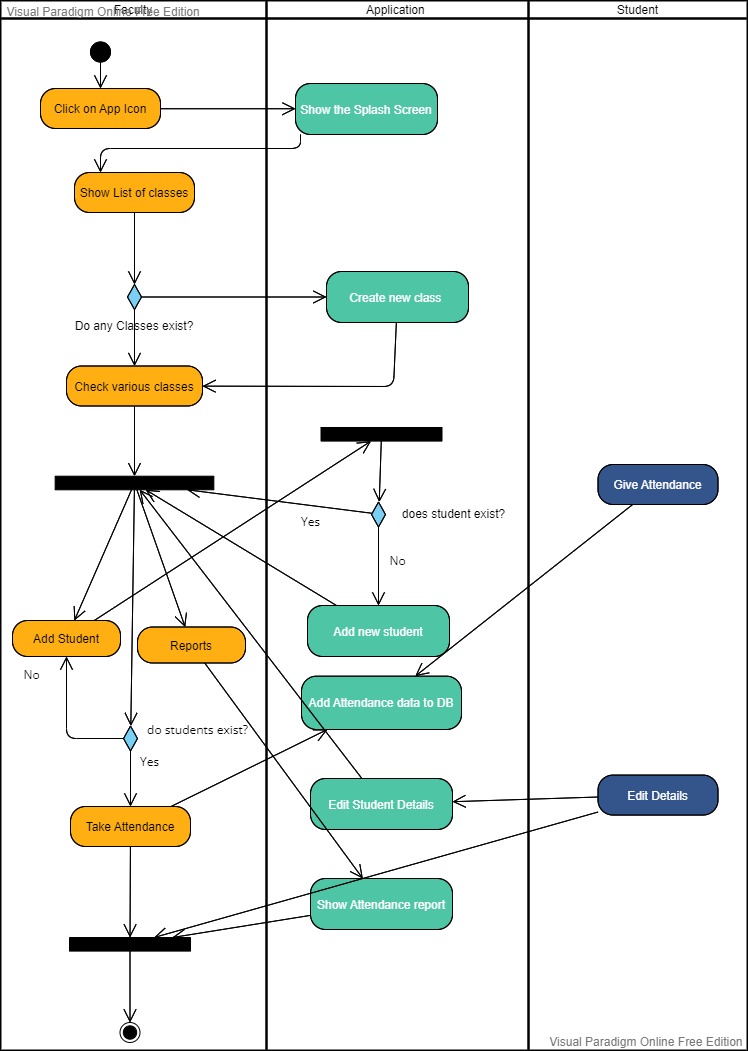 Visual Paradigm Online Free Edition
Faculty
Application
Student
Click on App Icon
Show the Splash Screen
Show List of classes
Create new class
Do any Classes exist?
Check various classes
Give Attendance
does student exist?
Yes
No
Add Student
Reports
Add new student
No
Add Attendance data to DB
do students exist?
Yes
Edit Student Details
Edit Details
Take Attendance
Show Attendance report
Visual Paradigm Online Free Edition